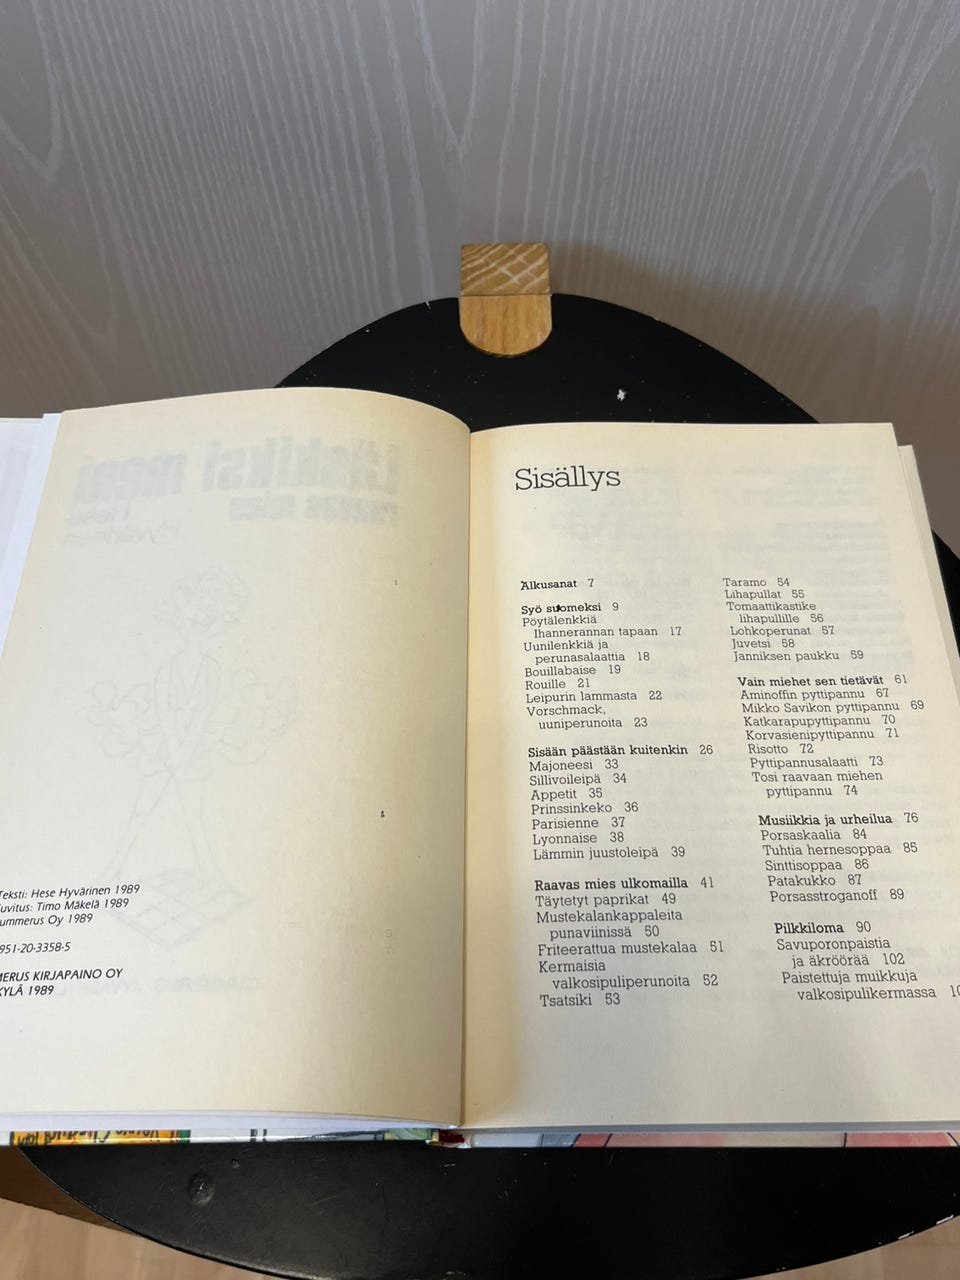 Teksti: Hese Hyvärinen 1989
Timo Mäkelä 1989
Oy 1989
951-20-3358-5
KIRJAPAINO OY
1989
Sisällys
Alkusanat 7
Syö suomeksi 9
Pöytälenkkiä
Ihannerannan tapaan 17
Uunilenkkiä ja
perunasalaattia 18
Bouillabaise 19
Rouille 21
Leipurin lammasta 22
Vorschmack,
uuniperunoita 23
Sisään päästään kuitenkin 26
Majoneesi 33
Sillivoileipä 34
Appetit 35
Prinssinkeko 36
Parisienne 37
Lyonnaise 38
Lämmin juustoleipä 39
Raavas mies ulkomailla 41
Täytetyt paprikat 49
Mustekalankappaleita
punaviinissä 50
Friteerattua mustekalaa 51
Kermaisia
valkosipuliperunoita 52
Tsatsiki 53
Taramo 54
Lihapullat 55
Tomaattikastike
lihapullille 56
Lohkoperunat 57
Juvetsi 58
Janniksen paukku 59
Vain miehet sen tietävät 61
Aminoffin pyttipannu 67
Mikko Savikon pyttipannu 69
Katkarapupyttipannu 70
Korvasienipyttipannu 71
Risotto 72
Pyttipannusalaatti 73
Tosi raavaan miehen
pyttipannu 74
Musiikkia ja urheilua 76
Porsaskaalia 84
Tuhtia hernesoppaa 85
Sinttisoppaa 86
Patakukko 87
Porsasstroganoff 89
Pilkkiloma 90
Savuporonpaistia
ja äkröörää 102
Paistettuja muikkuja
valkosipulikermassa